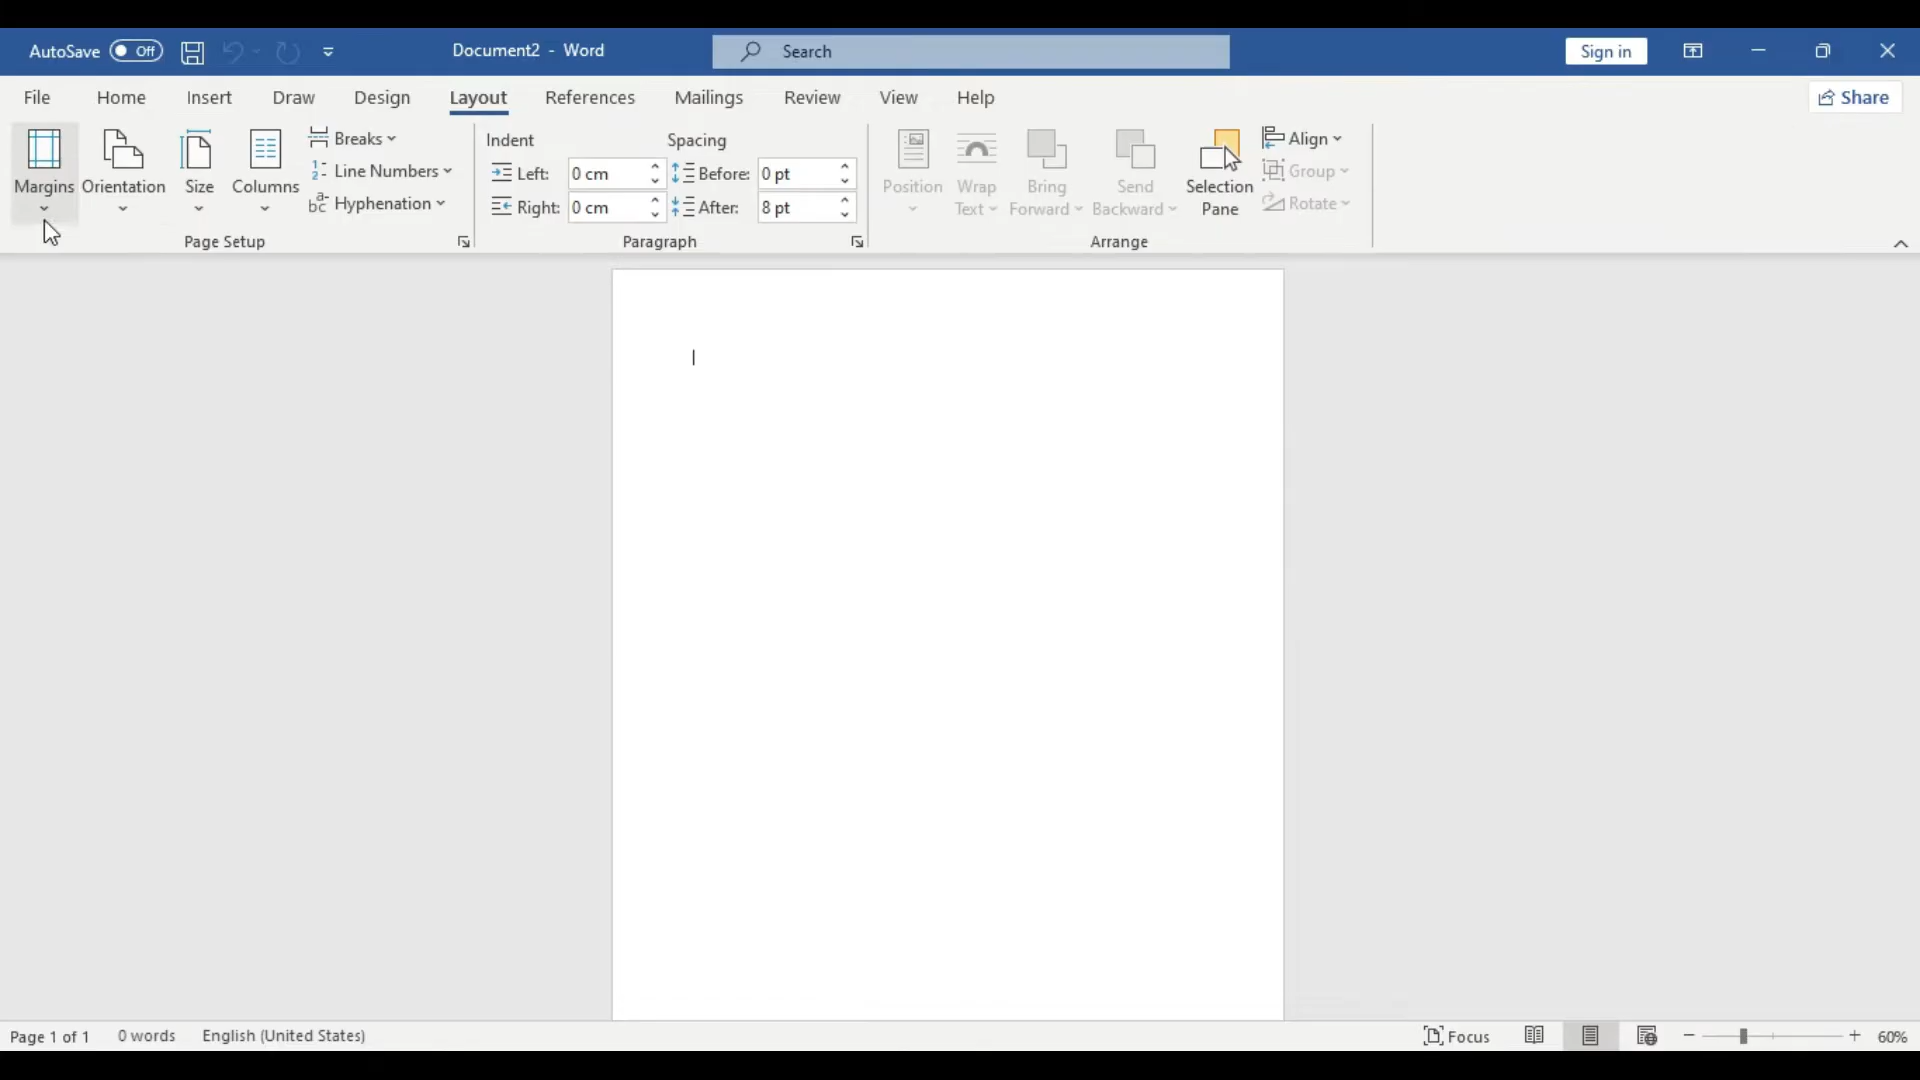 AutoSave Off Document2 - Word Search Sign in
File Home Insert Draw Design Layout References Mailings Review View Help Share
Margins
Orientation
Size
Columns
Breaks
Line Numbers
Hyphenation
Page Setup
Indent Spacing
Left: 0 cm Before: 0 pt
Right: 0 cm After: 8 pt
Paragraph
Position
Wrap
Text
Bring
Forward
Send
Backward
Selection
Pane
Align
Group
Rotate
Arrange
Page 1 of 1 0 words English (United States) Focus 60%